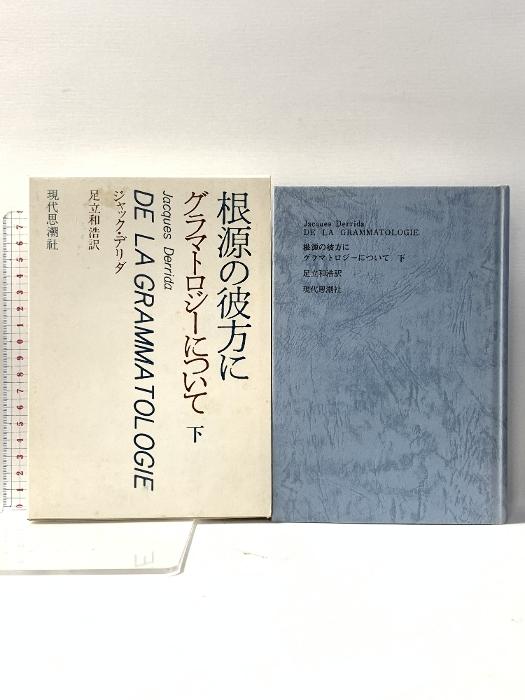 根源の彼方に
グラマトロジーについて 下
Jacques Derrida
DE LA GRAMMATOLOGIE
ジャック・デリダ
足立和浩訳
現代思潮社
Jacques Derrida
DE LA GRAMMATOLOGIE
根源の彼方に
グラマトロジーについて 下
足立和浩訳
現代思潮社